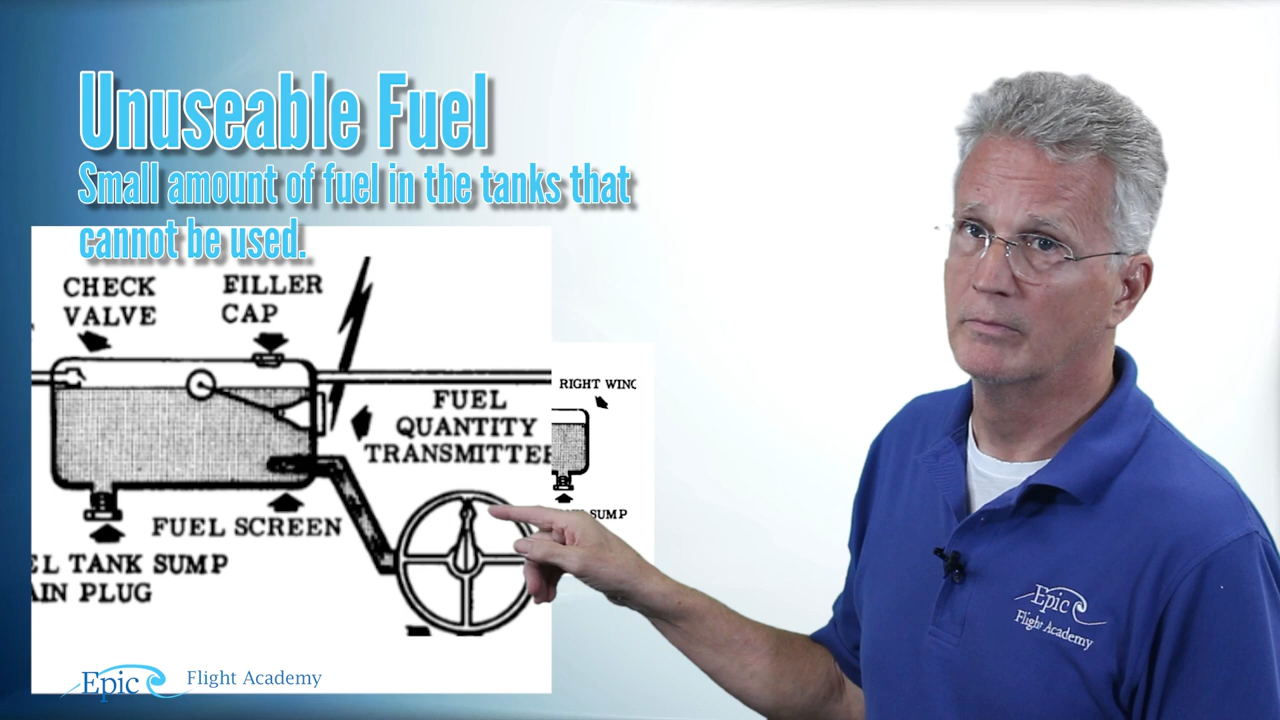 Unuseable Fuel
Small amount of fuel in the tanks that
cannot be used.
CHECK
VALVE
FILLER
CAP
FUEL
QUANTITY
TRANSMITTER
RIGHT WING
FUEL SCREEN
SUMP
EL TANK SUMP
AIN PLUG
Epic
Flight Academy
Epic
Flight Academy